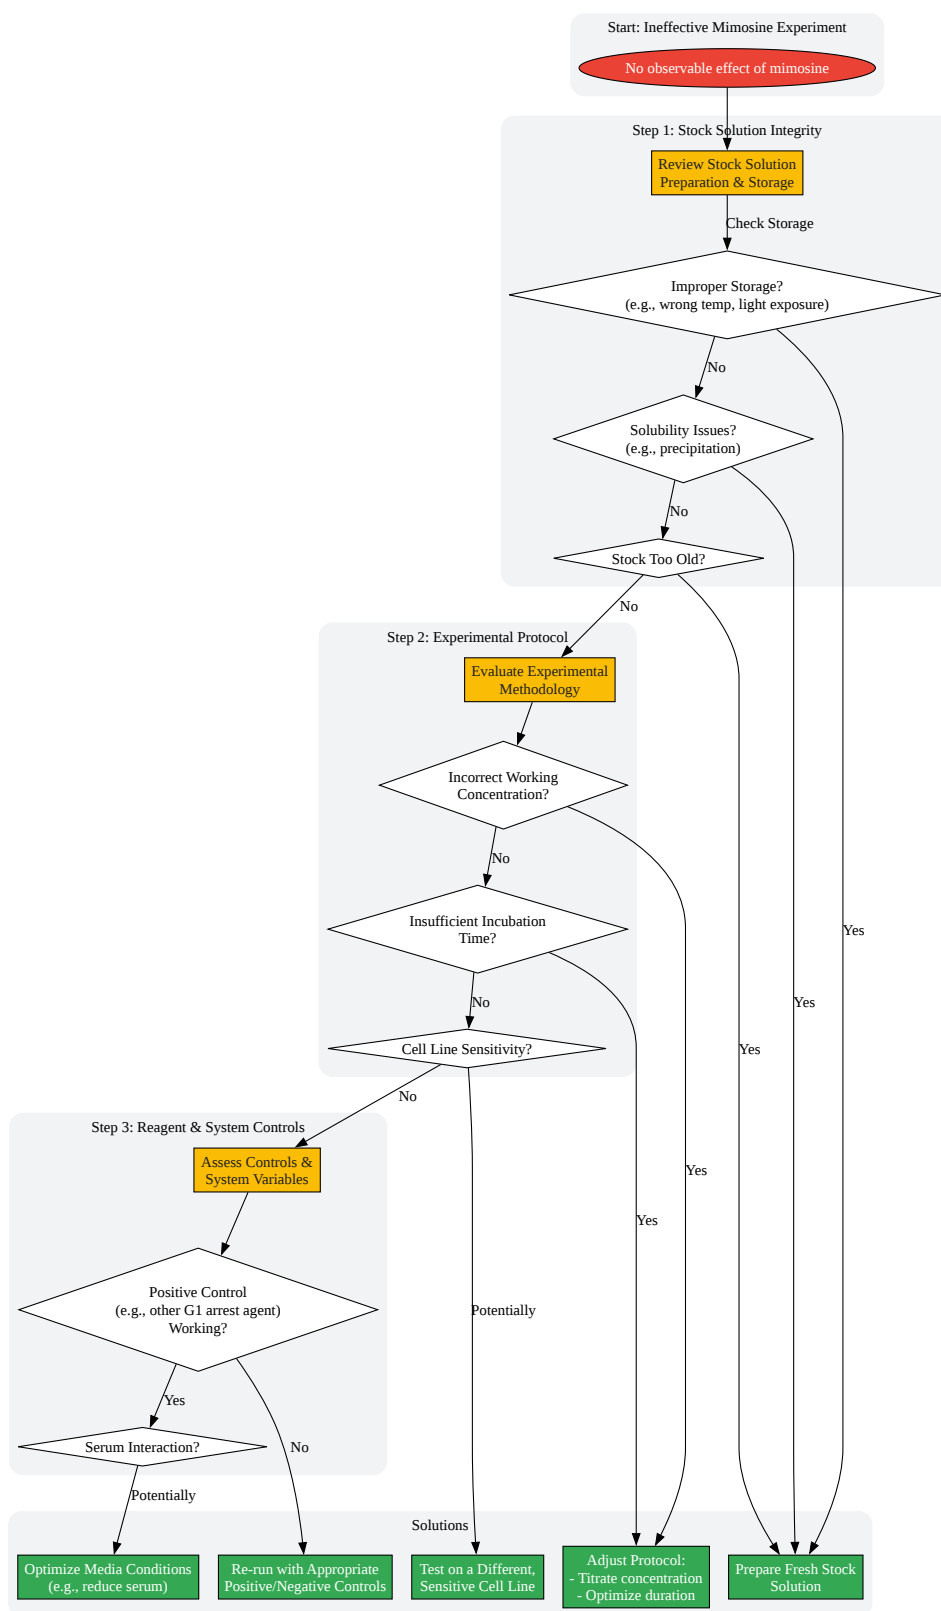 Start: Ineffective Mimosine Experiment
No observable effect of mimosine
Step 1: Stock Solution Integrity
Review Stock Solution
Preparation & Storage
Check Storage
Improper Storage?
(e.g., wrong temp, light exposure)
No
Solubility Issues?
(e.g., precipitation)
No
Stock Too Old?
No
Step 2: Experimental Protocol
Evaluate Experimental
Methodology
Incorrect Working
Concentration?
No
Insufficient Incubation
Time?
Yes
No
Yes
Cell Line Sensitivity?
Yes
No
Step 3: Reagent & System Controls
Assess Controls &
System Variables
Yes
Yes
Positive Control
(e.g., other G1 arrest agent)
Working?
Potentially
Yes
No
Serum Interaction?
Potentially
Solutions
Optimize Media Conditions
(e.g., reduce serum)
Re-run with Appropriate
Positive/Negative Controls
Test on a Different,
Sensitive Cell Line
Adjust Protocol:
- Titrate concentration
- Optimize duration
Prepare Fresh Stock
Solution